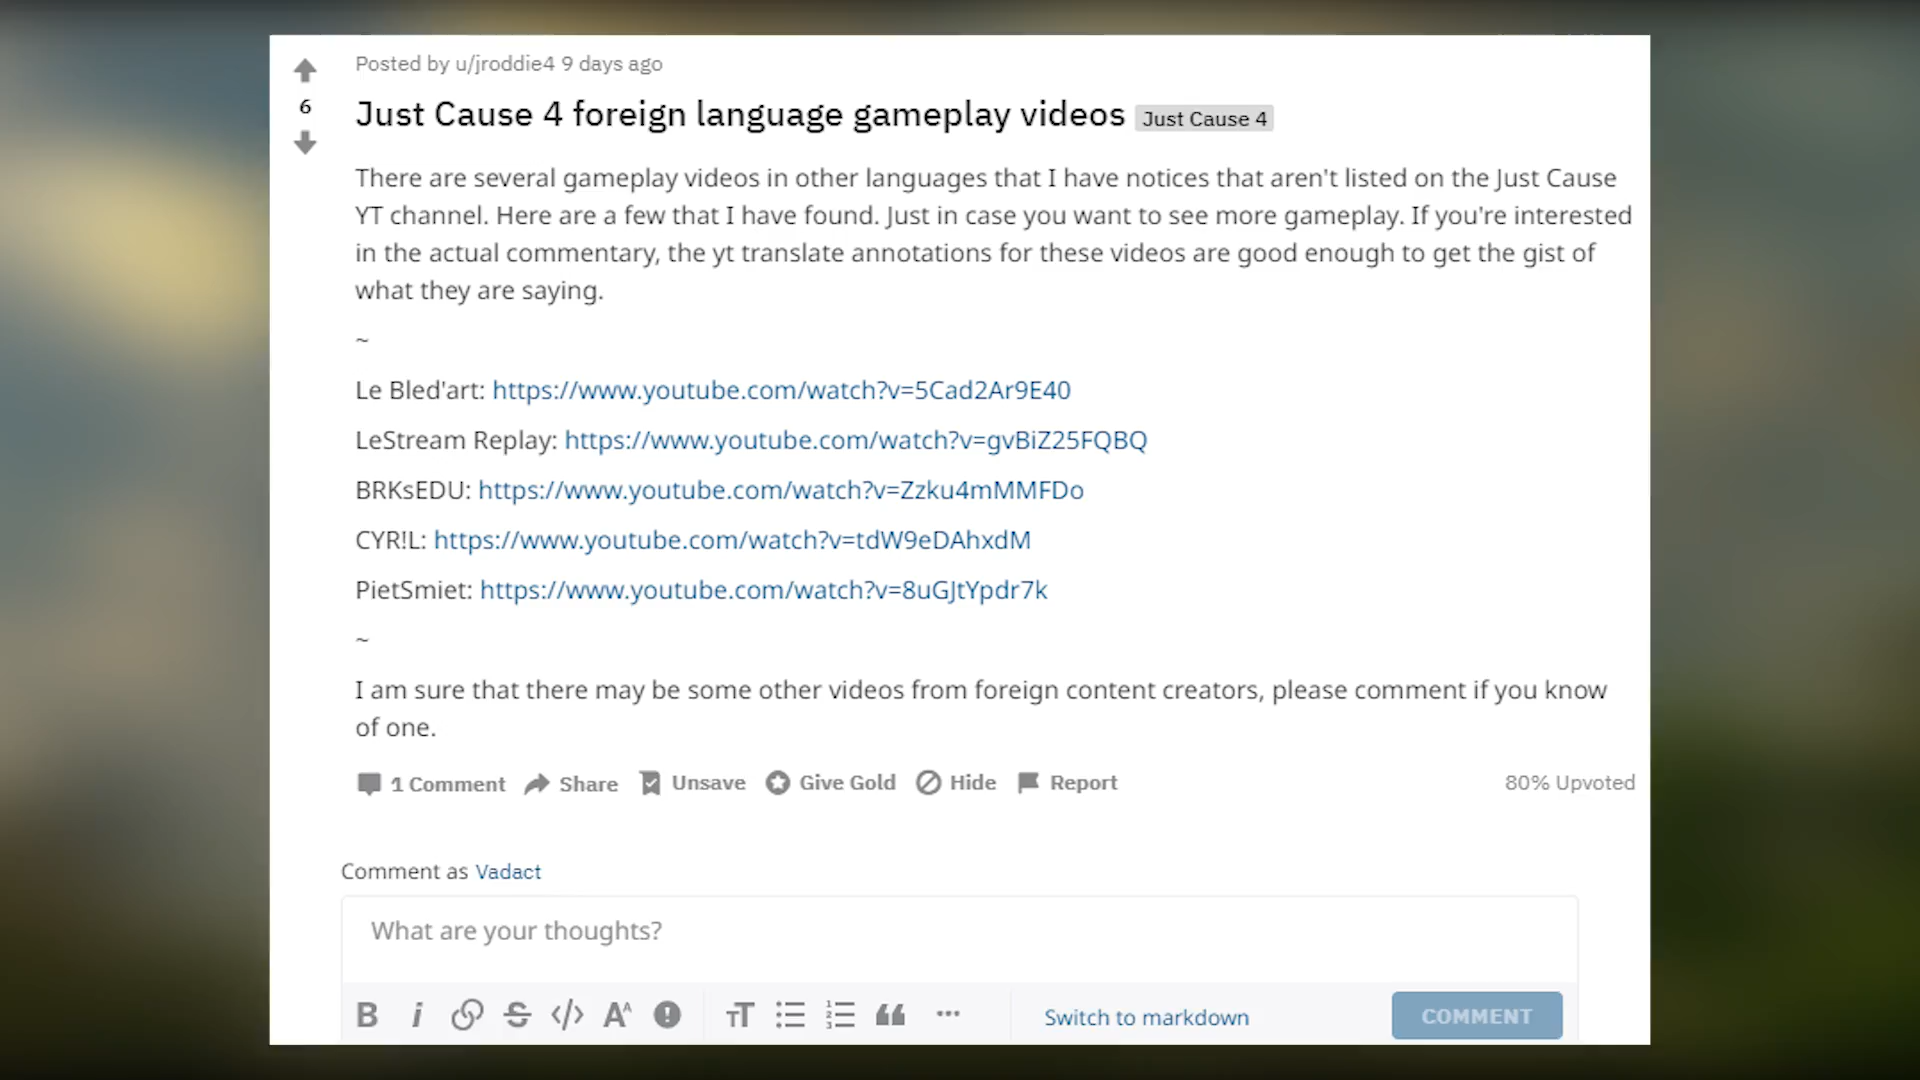 Posted by u/jroddie4 9 days ago
6
Just Cause 4 foreign language gameplay videos Just Cause 4
There are several gameplay videos in other languages that I have notices that aren't listed on the Just Cause
YT channel. Here are a few that I have found. Just in case you want to see more gameplay. If you're interested
in the actual commentary, the yt translate annotations for these videos are good enough to get the gist of
what they are saying.
~
Le Bled'art: https://www.youtube.com/watch?v=5Cad2Ar9E40
LeStream Replay: https://www.youtube.com/watch?v=gvBiZ25FQBQ
BRKsEDU: https://www.youtube.com/watch?v=Zzku4mMMFDo
CYR!L: https://www.youtube.com/watch?v=tdW9eDAhxdM
PietSmiet: https://www.youtube.com/watch?v=8uGJtYpdr7k
~
I am sure that there may be some other videos from foreign content creators, please comment if you know
of one.
1 Comment Share Unsave Give Gold Hide Report 80% Upvoted
Comment as Vadact
What are your thoughts?
Switch to markdown COMMENT